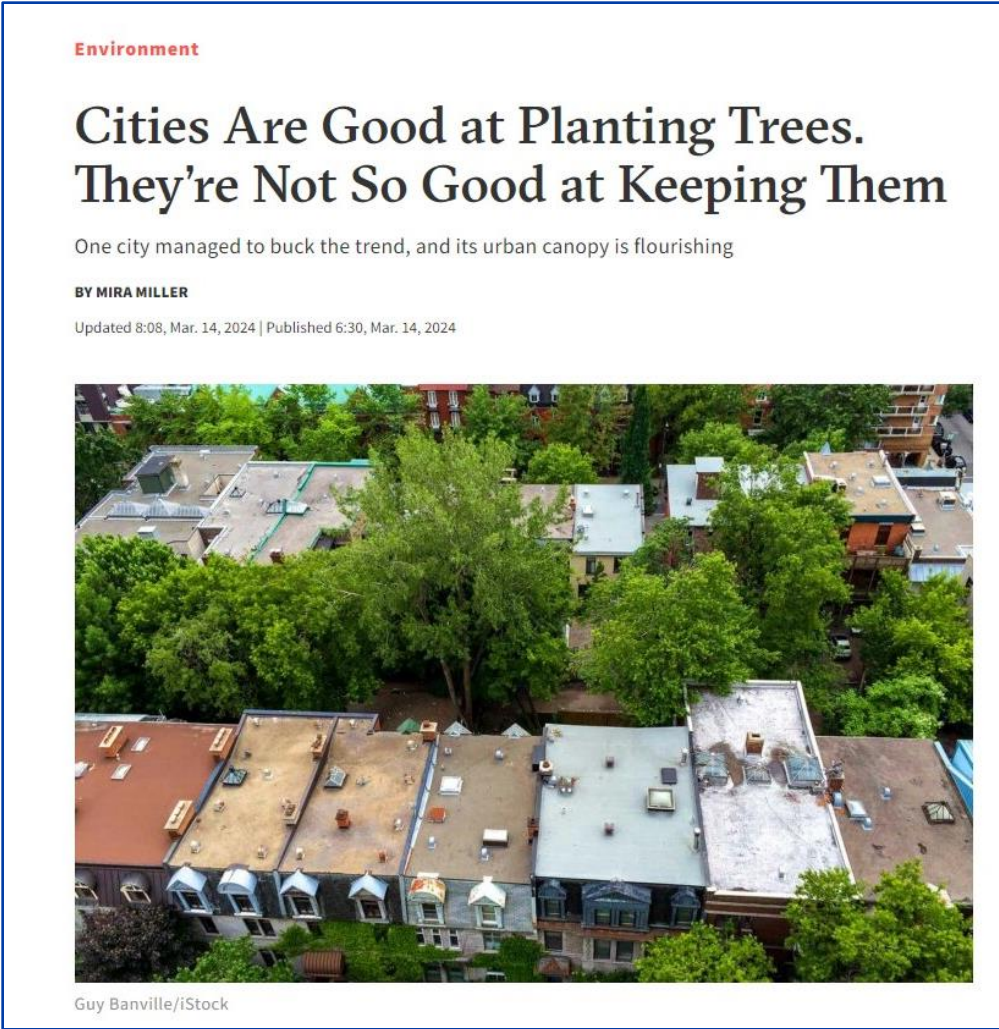 Environment
Cities Are Good at Planting Trees.
They’re Not So Good at Keeping Them
One city managed to buck the trend, and its urban canopy is flourishing
BY MIRA MILLER
Updated 8:08, Mar. 14, 2024 | Published 6:30, Mar. 14, 2024
Guy Banville/iStock